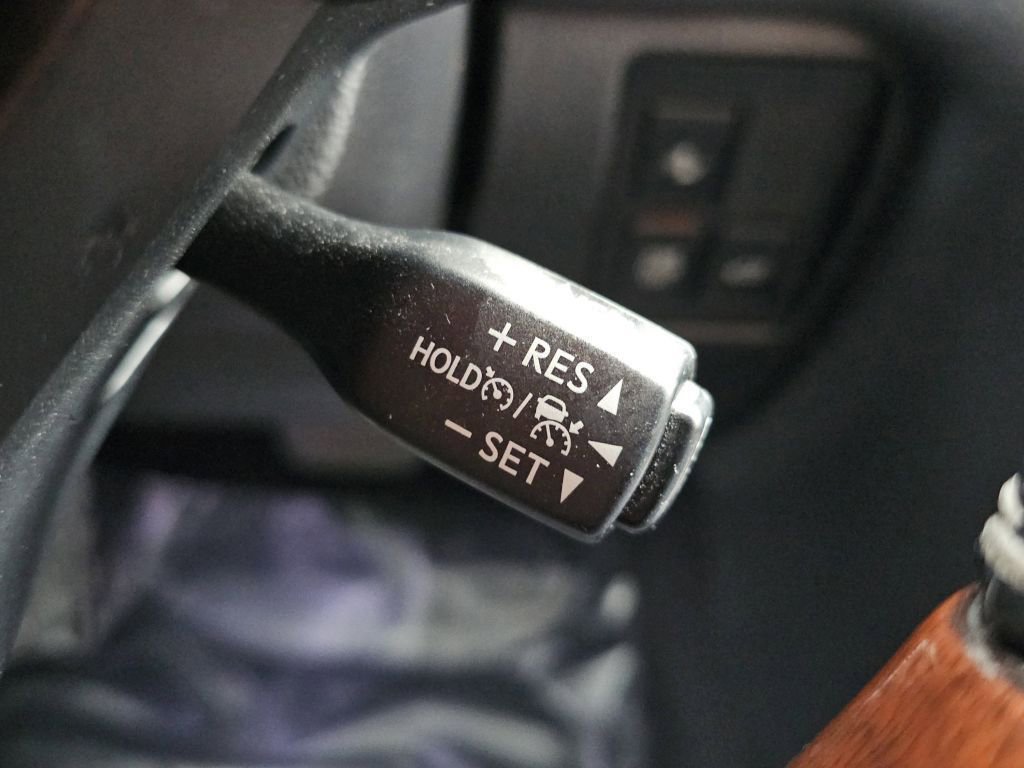 + RES ▲
HOLD / ◀
− SET ▼